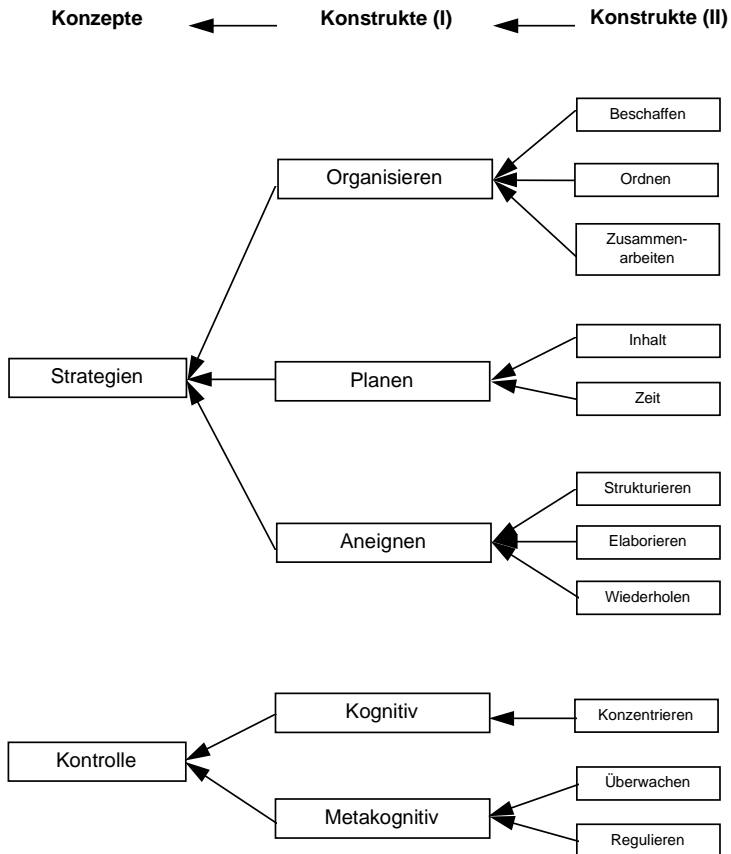 Konzepte Konstrukte (I) Konstrukte (II)
Beschaffen
Organisieren Ordnen
Zusammen-
arbeiten
Inhalt
Strategien Planen
Zeit
Strukturieren
Aneignen Elaborieren
Wiederholen
Kognitiv Konzentrieren
Kontrolle
Überwachen
Metakognitiv
Regulieren